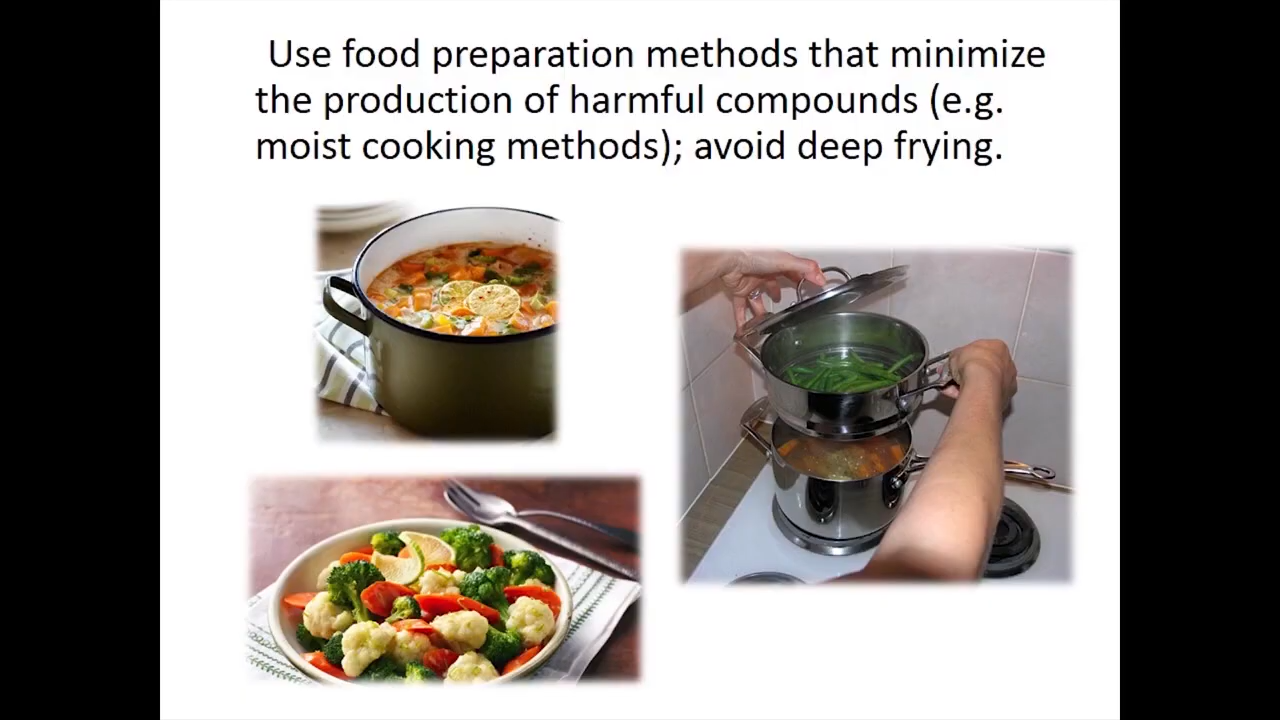 Use food preparation methods that minimize
the production of harmful compounds (e.g.
moist cooking methods); avoid deep frying.